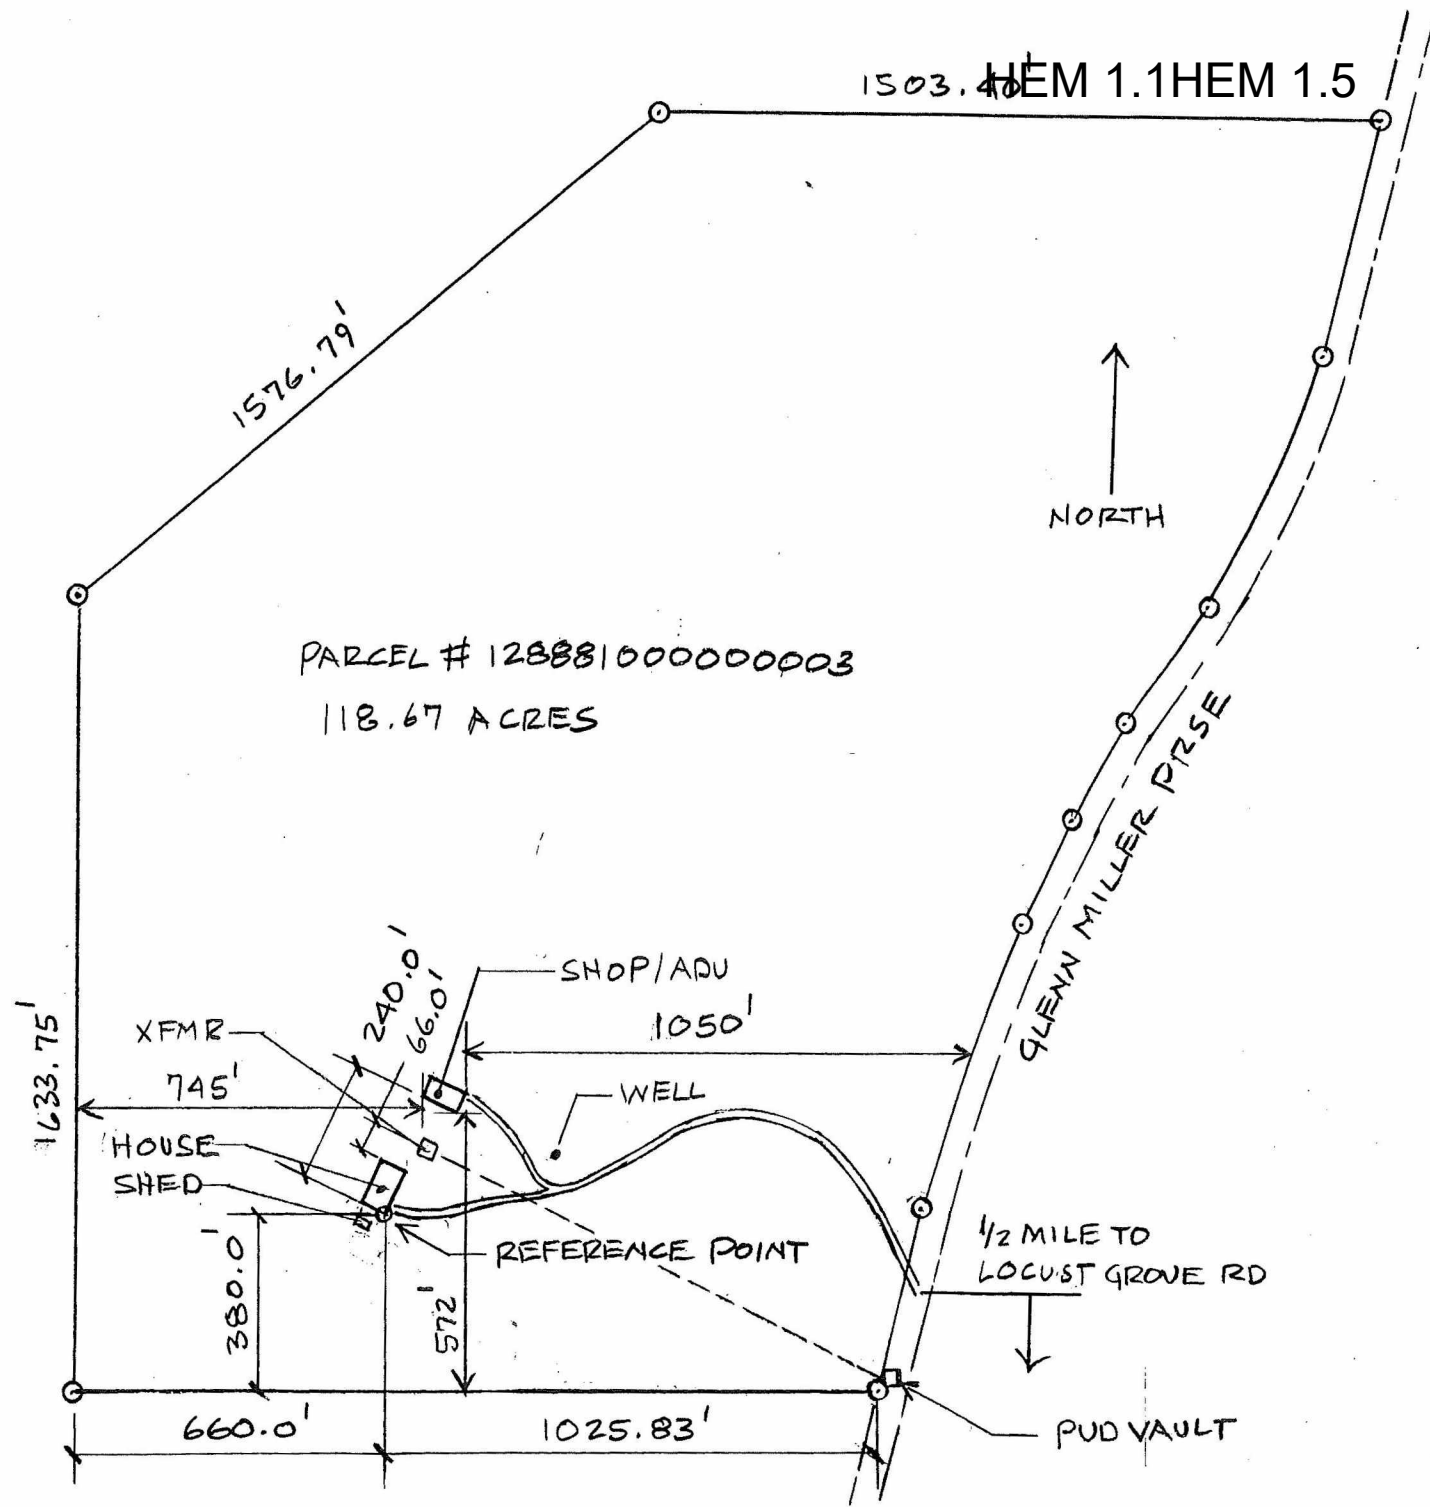 1503.40'
HEM 1.1HEM 1.5
1576.79'
NORTH
PARCEL # 128881000000003
118.67 ACRES
GLENN MILLER PRSE
SHOP/ADU
240.0'
66.0'
1050'
XFMR
1633.75'
745'
WELL
HOUSE
SHED
REFERENCE POINT
1/2 MILE TO
LOCUST GROVE RD
380.0'
572'
660.0'
1025.83'
PUD VAULT